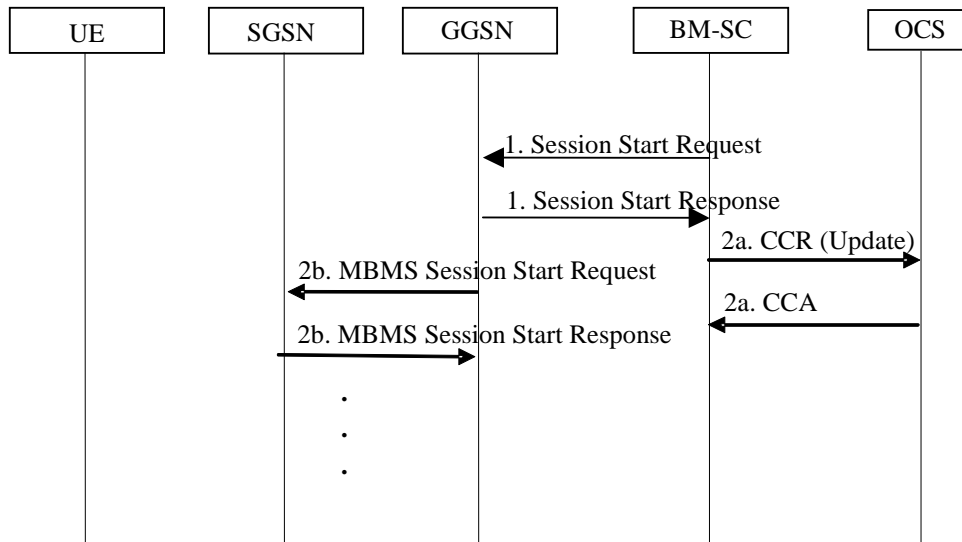 UE
SGSN
GGSN
BM-SC
OCS
1. Session Start Request
1. Session Start Response
2a. CCR (Update)
2b. MBMS Session Start Request
2a. CCA
2b. MBMS Session Start Response